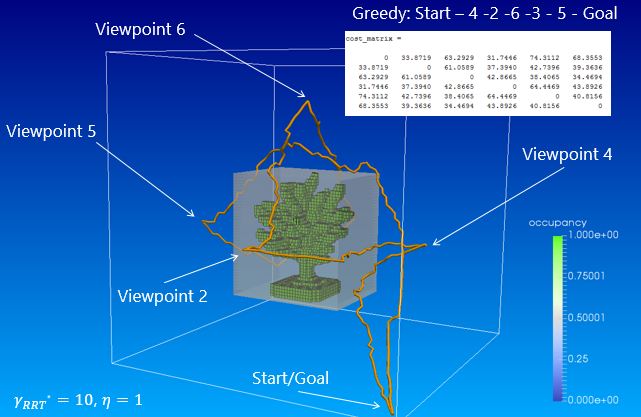 Greedy: Start – 4 -2 -6 -3 - 5 - Goal
cost_matrix =
0 33.8719 63.2929 31.7446 74.3112 68.3553
33.8719 0 61.0589 37.3940 42.7396 39.3636
63.2929 61.0589 0 42.8665 38.4065 34.4694
31.7446 37.3940 42.8665 0 64.4469 43.8926
74.3112 42.7396 38.4065 64.4469 0 40.8156
68.3553 39.3636 34.4694 43.8926 40.8156 0
Viewpoint 6
Viewpoint 5
Viewpoint 4
Viewpoint 2
Start/Goal
occupancy
1.000e+00
0.75001
0.50001
0.25
0.000e+00
γ_RRT* = 10, η = 1